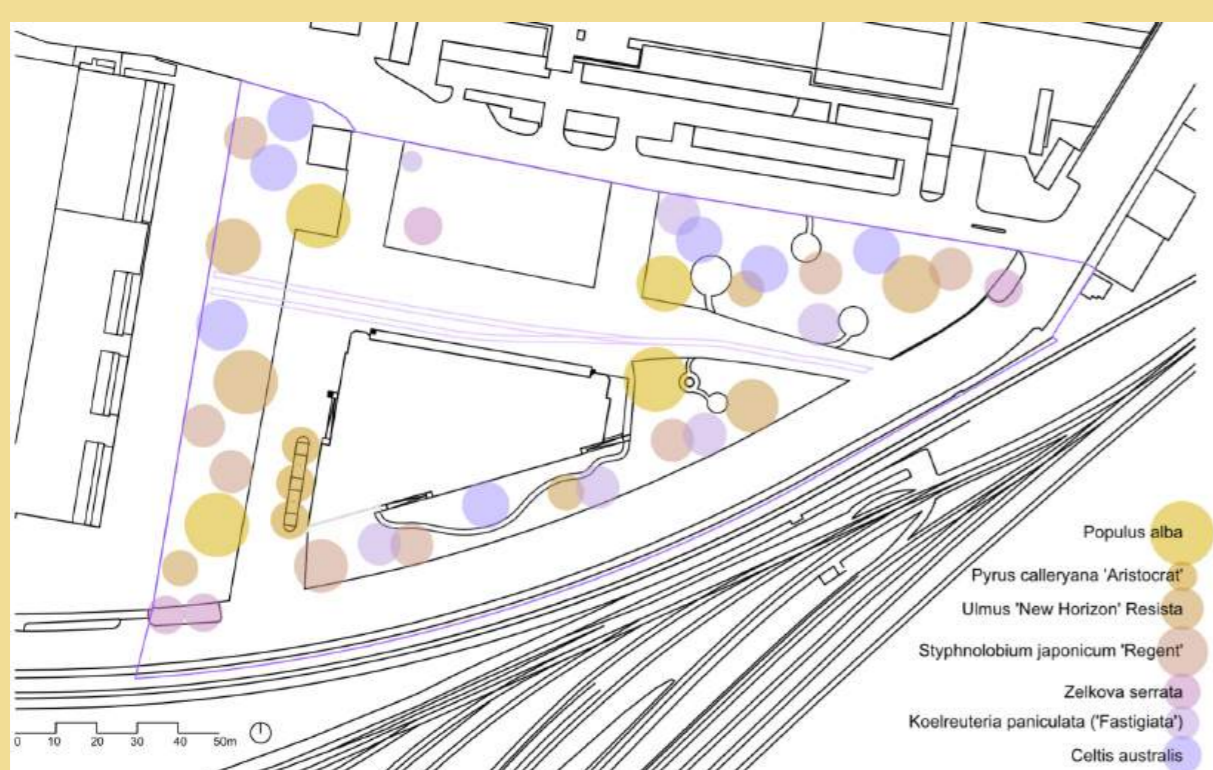 Populus alba
Pyrus calleryana 'Aristocrat'
Ulmus 'New Horizon' Resista
Styphnolobium japonicum 'Regent'
Zelkova serrata
Koelreuteria paniculata ('Fastigiata')
Celtis australis
0 10 20 30 40 50m